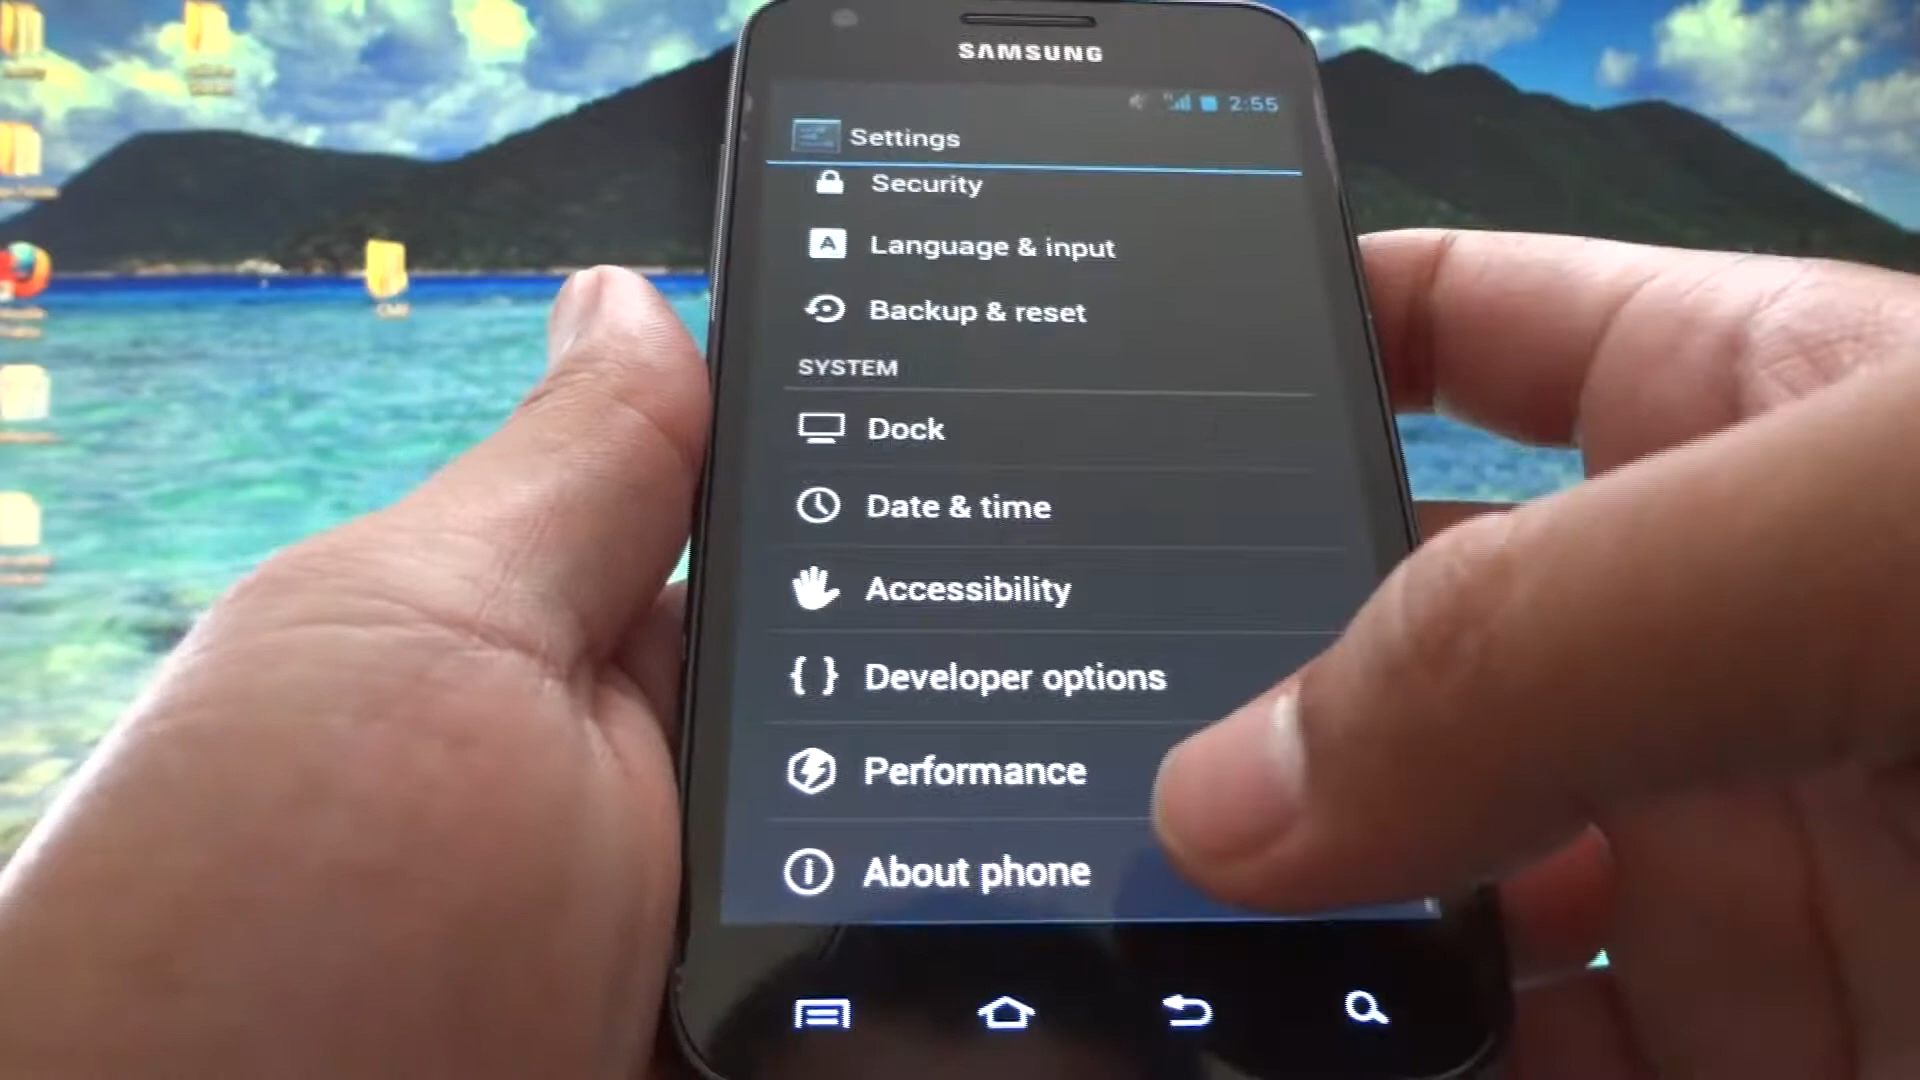 SAMSUNG
2:55
Settings
Security
Language & input
Backup & reset
SYSTEM
Dock
Date & time
Accessibility
Developer options
Performance
About phone